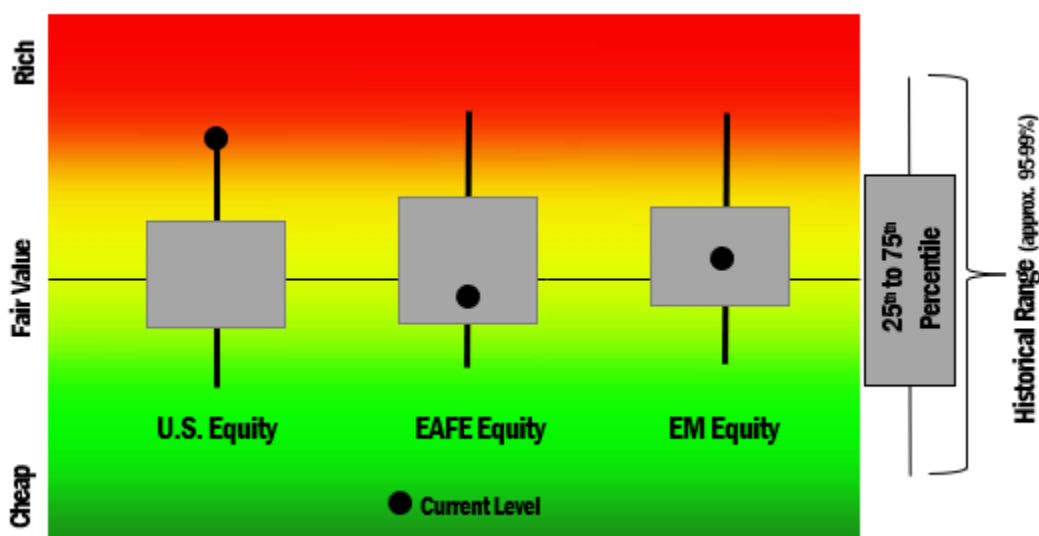 Rich
Fair Value
Cheap
U.S. Equity
EAFE Equity
EM Equity
Current Level
25th to 75th
Percentile
Historical Range (approx. 95-99%)